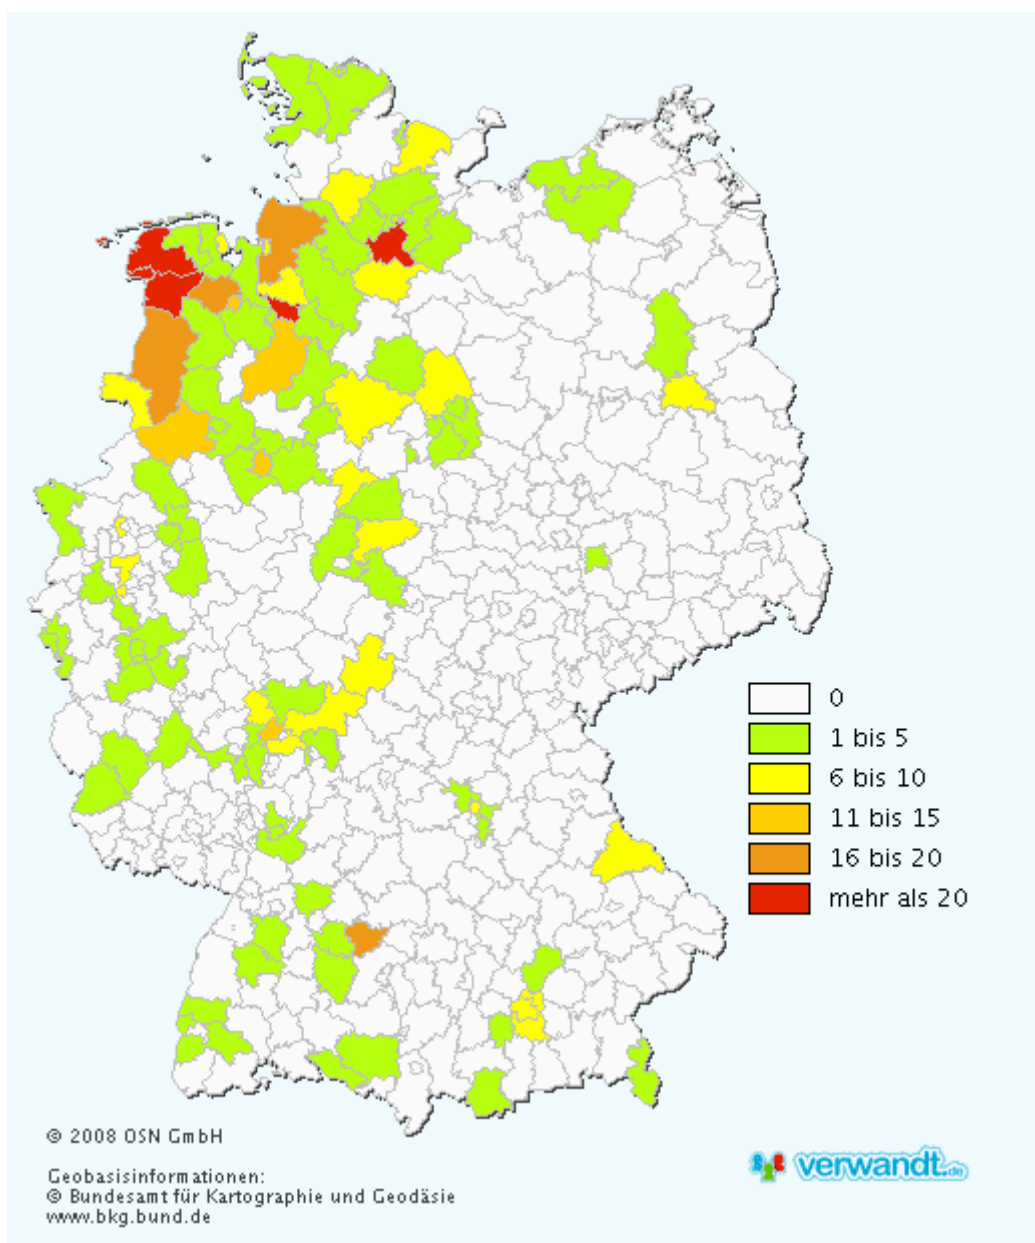 0
1 bis 5
6 bis 10
11 bis 15
16 bis 20
mehr als 20
© 2008 OSN GmbH
Geobasisinformationen:
© Bundesamt für Kartographie und Geodäsie
www.bkg.bund.de
verwandt.de